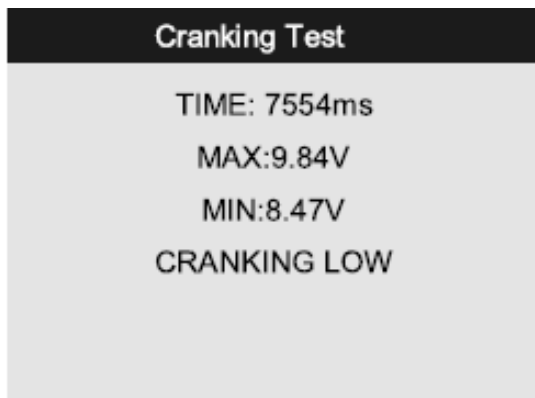 Cranking Test
TIME: 7554ms
MAX:9.84V
MIN:8.47V
CRANKING LOW